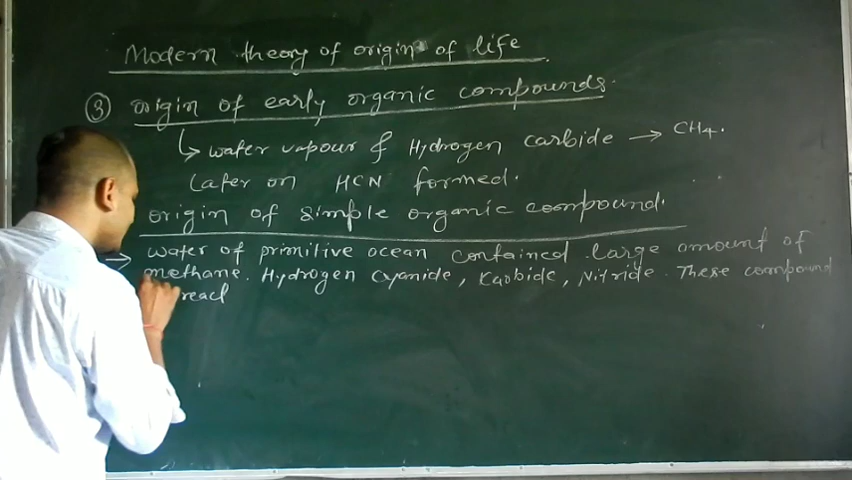 Modern theory of origin of life
③ origin of early organic compounds.
↳ water vapour & Hydrogen carbide → CH4.
Later on HCN formed.
origin of simple organic compound.
→ water of primitive ocean contained large amount of
methane. Hydrogen cyanide, Karbide, Nitride. These compound
reacl